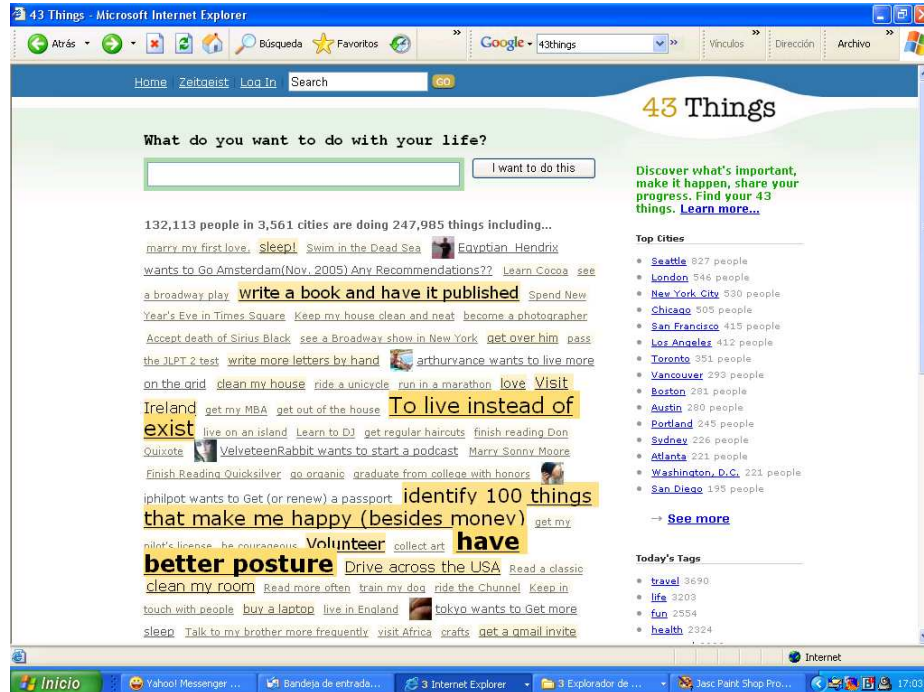 43 Things - Microsoft Internet Explorer
Atrás Búsqueda Favoritos » Google 43things » Vínculos » Dirección Archivo »
Home Zeitgeist Log In Search GO
43 Things
What do you want to do with your life?
I want to do this
Discover what's important,
make it happen, share your
progress. Find your 43
things. Learn more...
132,113 people in 3,561 cities are doing 247,985 things including...
marry my first love. sleep! Swim in the Dead Sea Egyptian_Hendrix
wants to Go Amsterdam(Nov. 2005) Any Recommendations?? Learn Cocoa see
a broadway play write a book and have it published Spend New
Year's Eve in Times Square Keep my house clean and neat become a photographer
Accept death of Sirius Black see a Broadway show in New York get over him pass
the JLPT 2 test write more letters by hand arthurvance wants to live more
on the grid clean my house ride a unicycle run in a marathon love Visit
Ireland get my MBA get out of the house To live instead of
exist live on an island Learn to DJ get regular haircuts finish reading Don
Quixote VelveteenRabbit wants to start a podcast Marry Sonny Moore
Finish Reading Quicksilver go organic graduate from college with honors
iphilpot wants to Get (or renew) a passport identify 100 things
that make me happy (besides money) get my
pilot's license be courageous Volunteer collect art have
better posture Drive across the USA Read a classic
clean my room Read more often train my dog ride the Chunnel Keep in
touch with people buy a laptop live in England tokyo wants to Get more
sleep Talk to my brother more frequently visit Africa crafts get a gmail invite
Top Cities
Seattle 827 people
London 546 people
New York City 530 people
Chicago 505 people
San Francisco 415 people
Los Angeles 412 people
Toronto 351 people
Vancouver 293 people
Boston 281 people
Austin 280 people
Portland 245 people
Sydney 226 people
Atlanta 221 people
Washington, D.C. 221 people
San Diego 195 people
→ See more
Today's Tags
travel 3690
life 3203
fun 2554
health 2324
Internet
Inicio Yahoo! Messenger ... Bandeja de entrada... 3 Internet Explorer 3 Explorador de ... Jasc Paint Shop Pro... 17:03